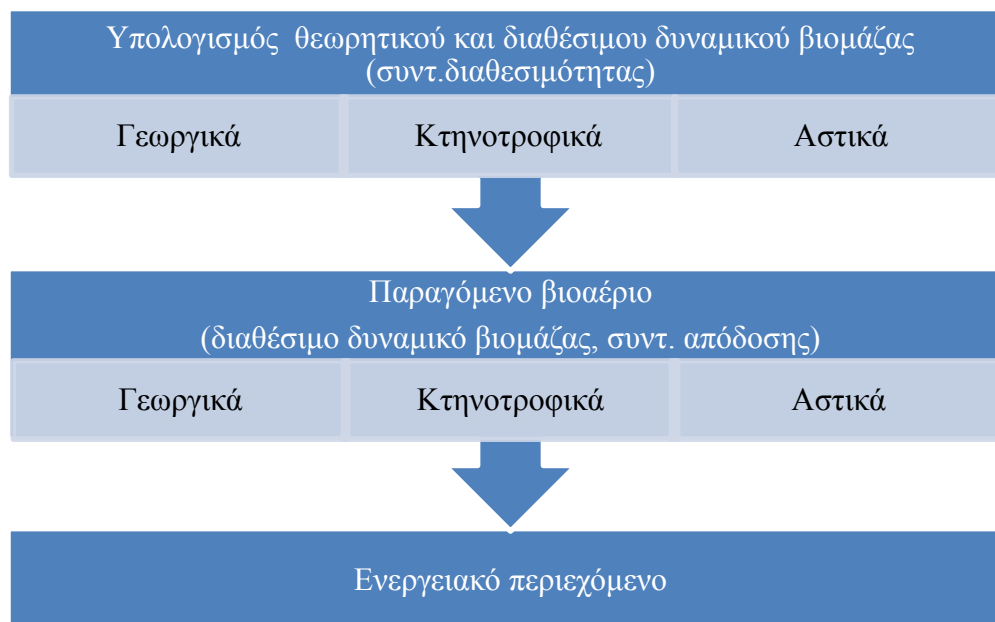 Υπολογισμός θεωρητικού και διαθέσιμου δυναμικού βιομάζας
(συντ.διαθεσιμότητας)
Γεωργικά Κτηνοτροφικά Αστικά
Παραγόμενο βιοαέριο
(διαθέσιμο δυναμικό βιομάζας, συντ. απόδοσης)
Γεωργικά Κτηνοτροφικά Αστικά
Ενεργειακό περιεχόμενο